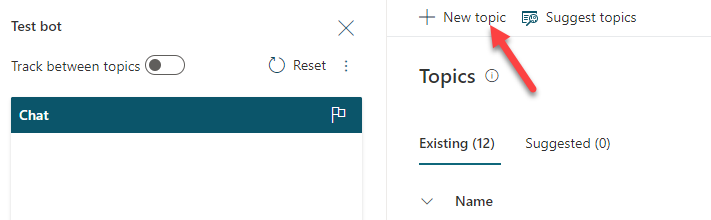 Test bot
Track between topics
Reset
Chat
New topic
Suggest topics
Topics
Existing (12)
Suggested (0)
Name